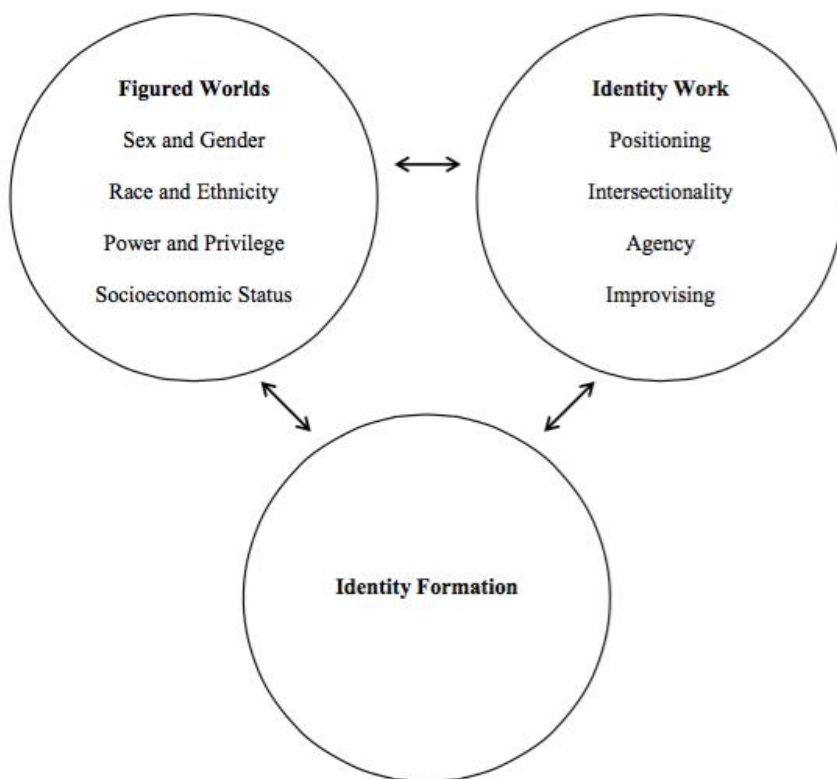 Figured Worlds
Sex and Gender
Race and Ethnicity
Power and Privilege
Socioeconomic Status
Identity Work
Positioning
Intersectionality
Agency
Improvising
Identity Formation